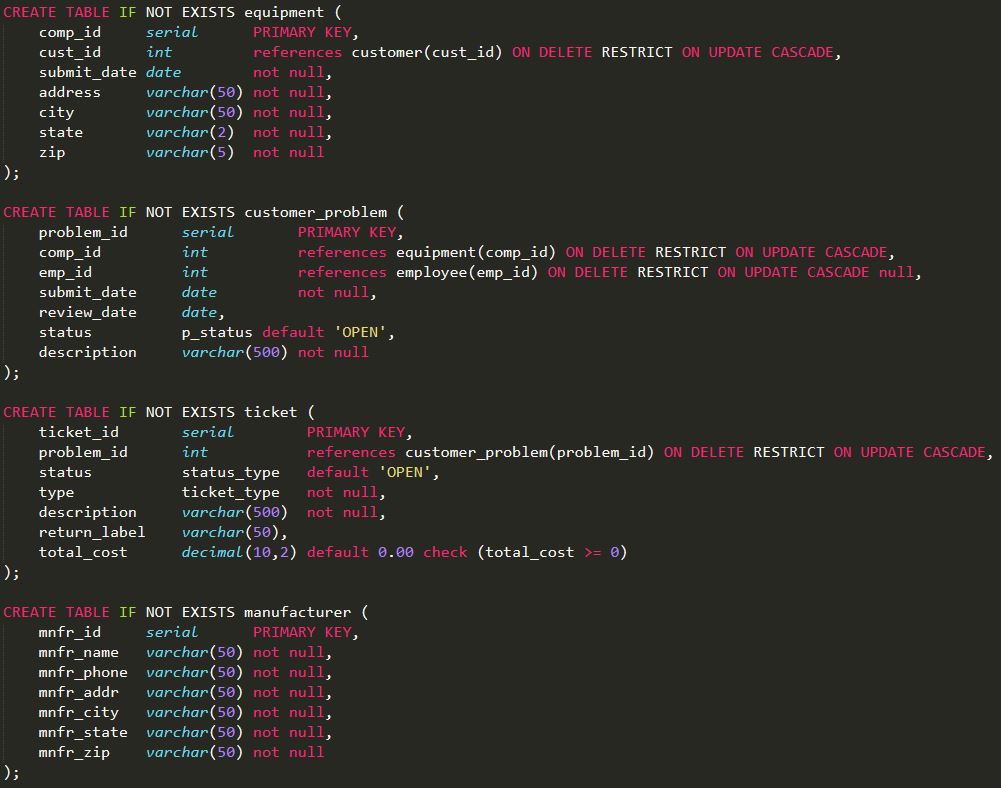 CREATE TABLE IF NOT EXISTS equipment (
    comp_id     serial      PRIMARY KEY,
    cust_id     int         references customer(cust_id) ON DELETE RESTRICT ON UPDATE CASCADE,
    submit_date date        not null,
    address     varchar(50) not null,
    city        varchar(50) not null,
    state       varchar(2)  not null,
    zip         varchar(5)  not null
);

CREATE TABLE IF NOT EXISTS customer_problem (
    problem_id      serial       PRIMARY KEY,
    comp_id         int          references equipment(comp_id) ON DELETE RESTRICT ON UPDATE CASCADE,
    emp_id          int          references employee(emp_id) ON DELETE RESTRICT ON UPDATE CASCADE null,
    submit_date     date         not null,
    review_date     date,
    status          p_status default 'OPEN',
    description     varchar(500) not null
);

CREATE TABLE IF NOT EXISTS ticket (
    ticket_id       serial        PRIMARY KEY,
    problem_id      int           references customer_problem(problem_id) ON DELETE RESTRICT ON UPDATE CASCADE,
    status          status_type   default 'OPEN',
    type            ticket_type   not null,
    description     varchar(500)  not null,
    return_label    varchar(50),
    total_cost      decimal(10,2) default 0.00 check (total_cost >= 0)
);

CREATE TABLE IF NOT EXISTS manufacturer (
    mnfr_id     serial      PRIMARY KEY,
    mnfr_name   varchar(50) not null,
    mnfr_phone  varchar(50) not null,
    mnfr_addr   varchar(50) not null,
    mnfr_city   varchar(50) not null,
    mnfr_state  varchar(50) not null,
    mnfr_zip    varchar(50) not null
);